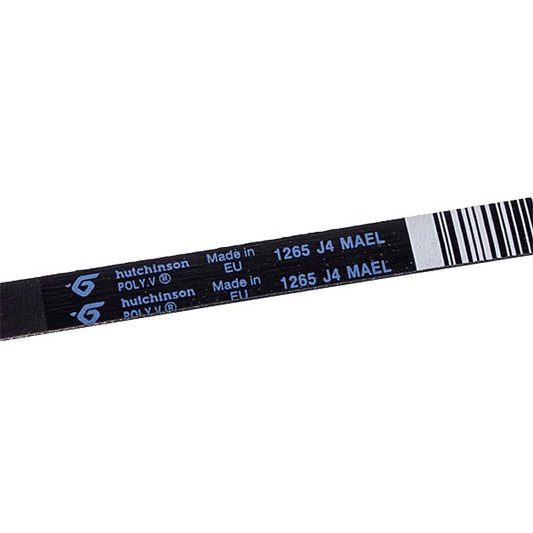 hutchinson
POLY.V ®
Made in
EU
1265 J4 MAEL
hutchinson
POLY.V ®
Made in
EU
1265 J4 MAEL